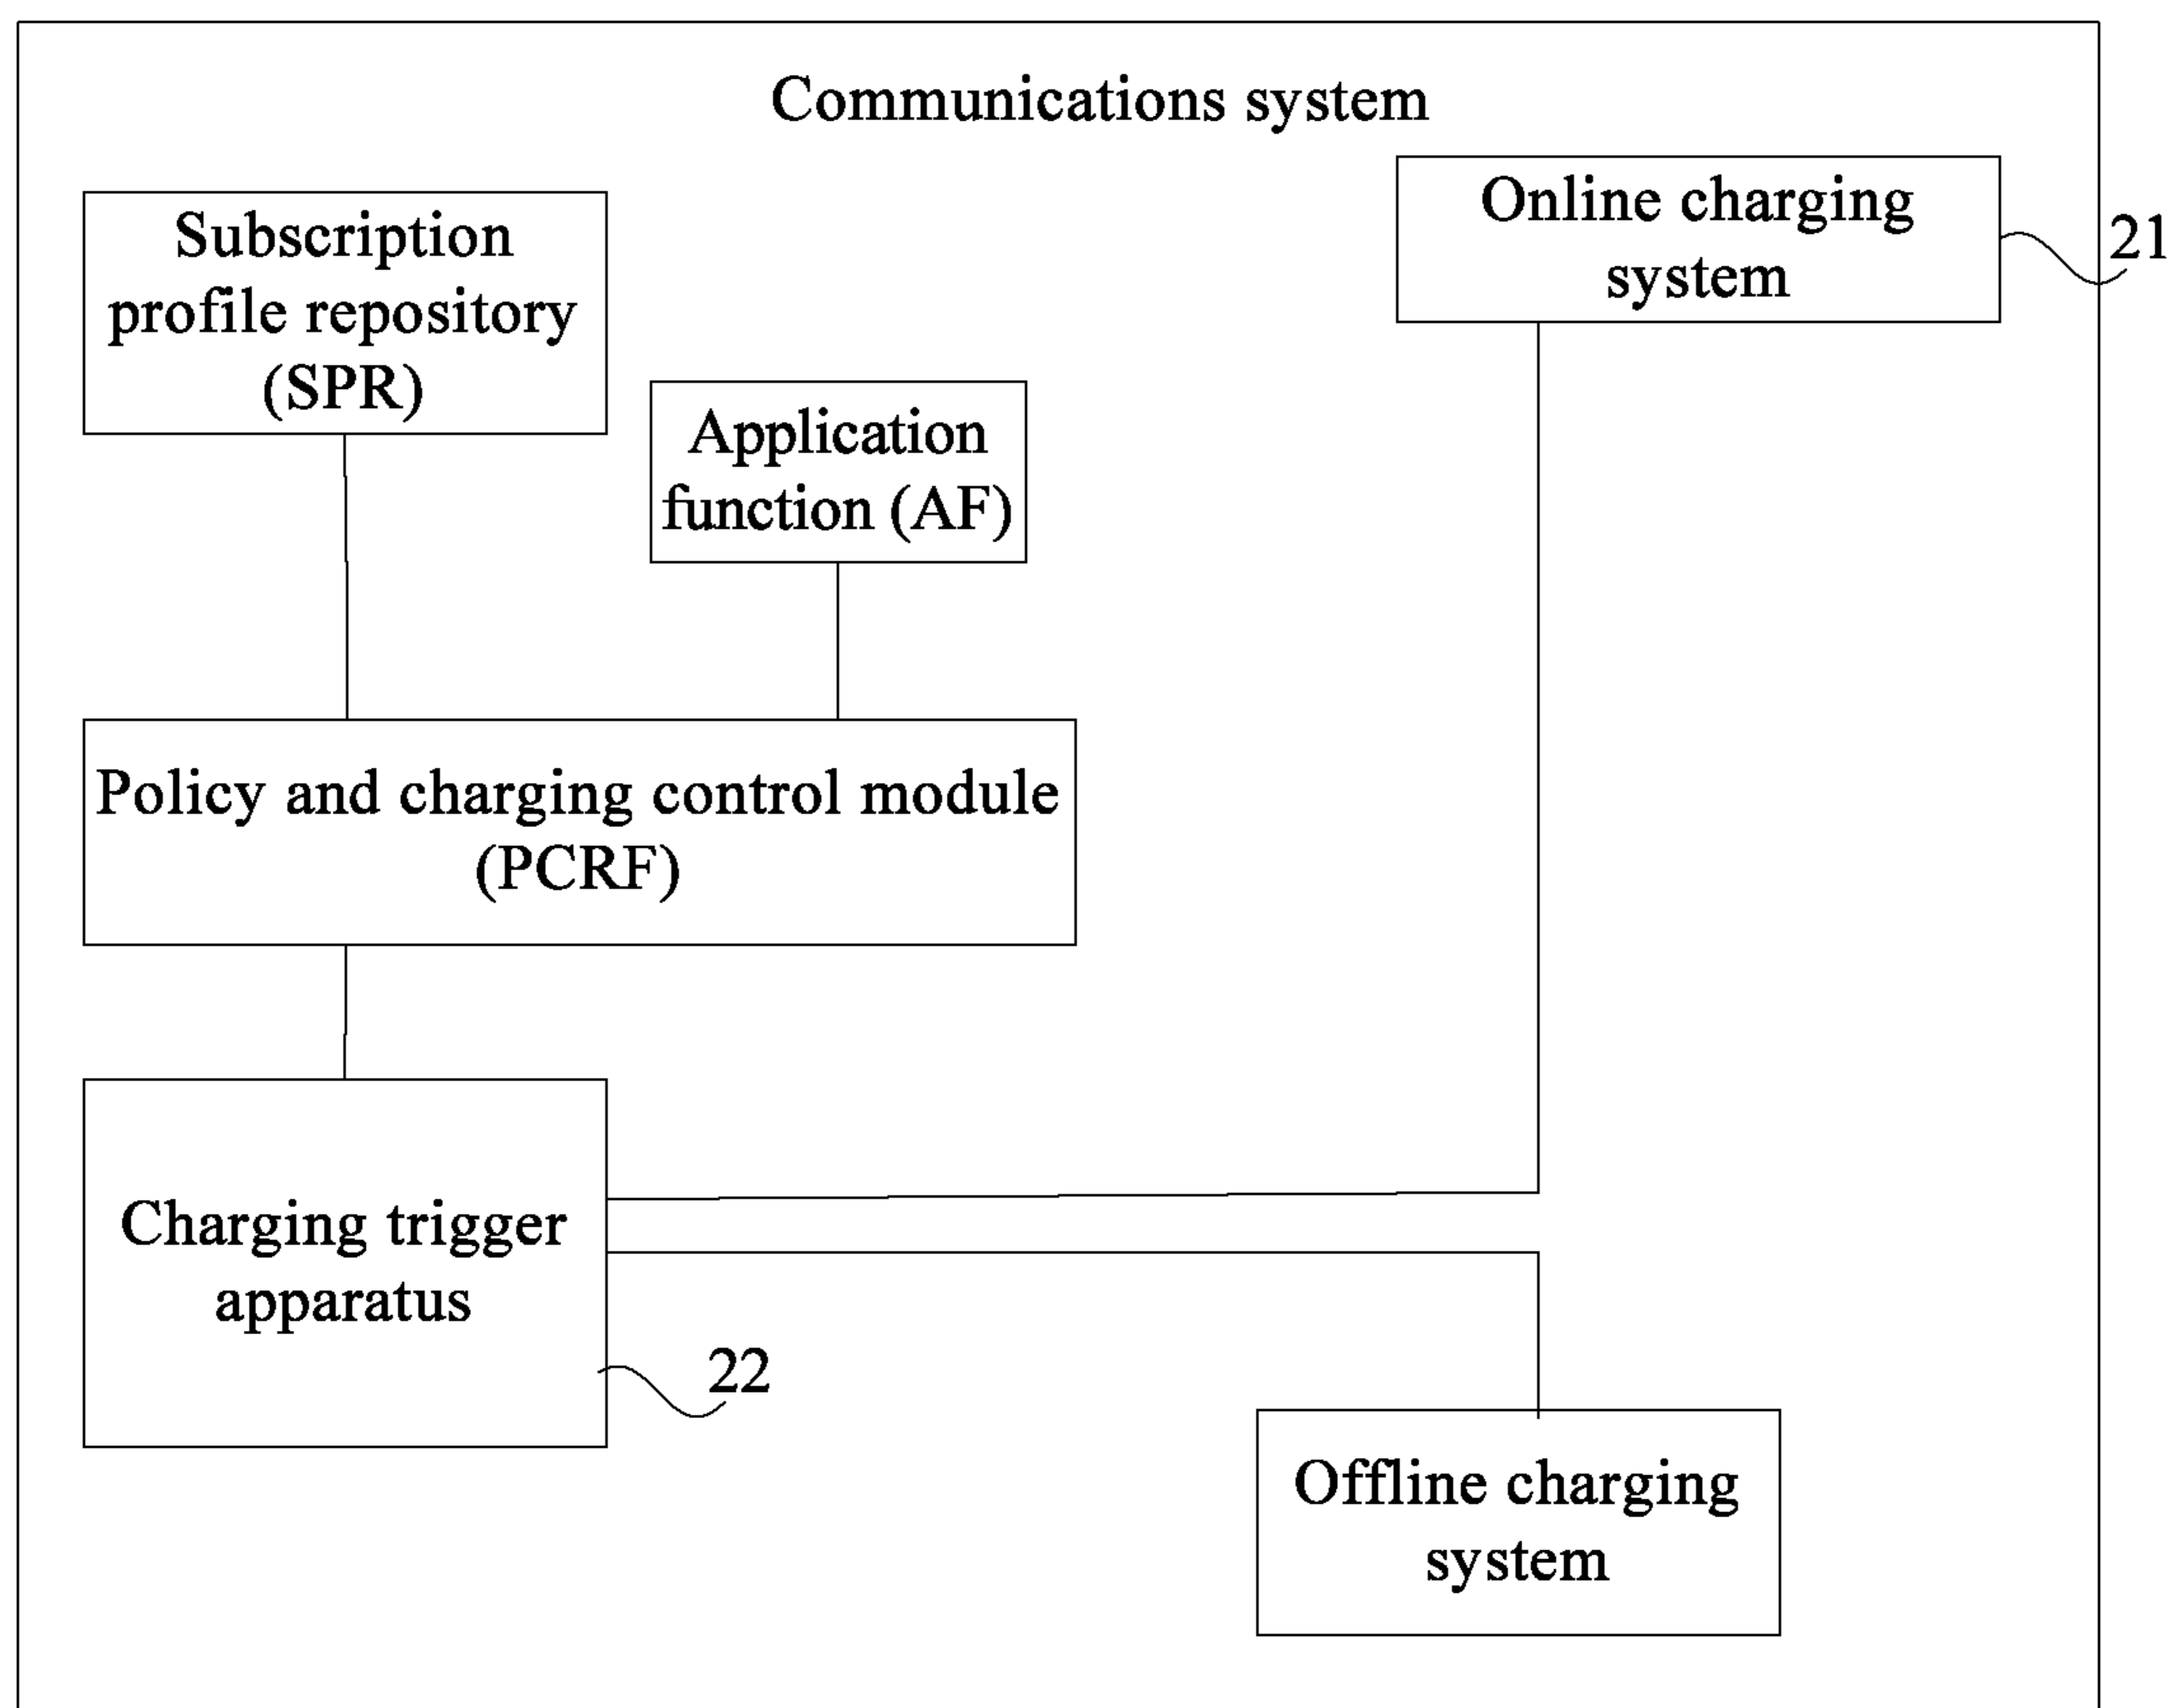 Communications system
Subscription
profile repository
(SPR)
Online charging
system
21
Application
function (AF)
Policy and charging control module
(PCRF)
Charging trigger
apparatus
22
Offline charging
system